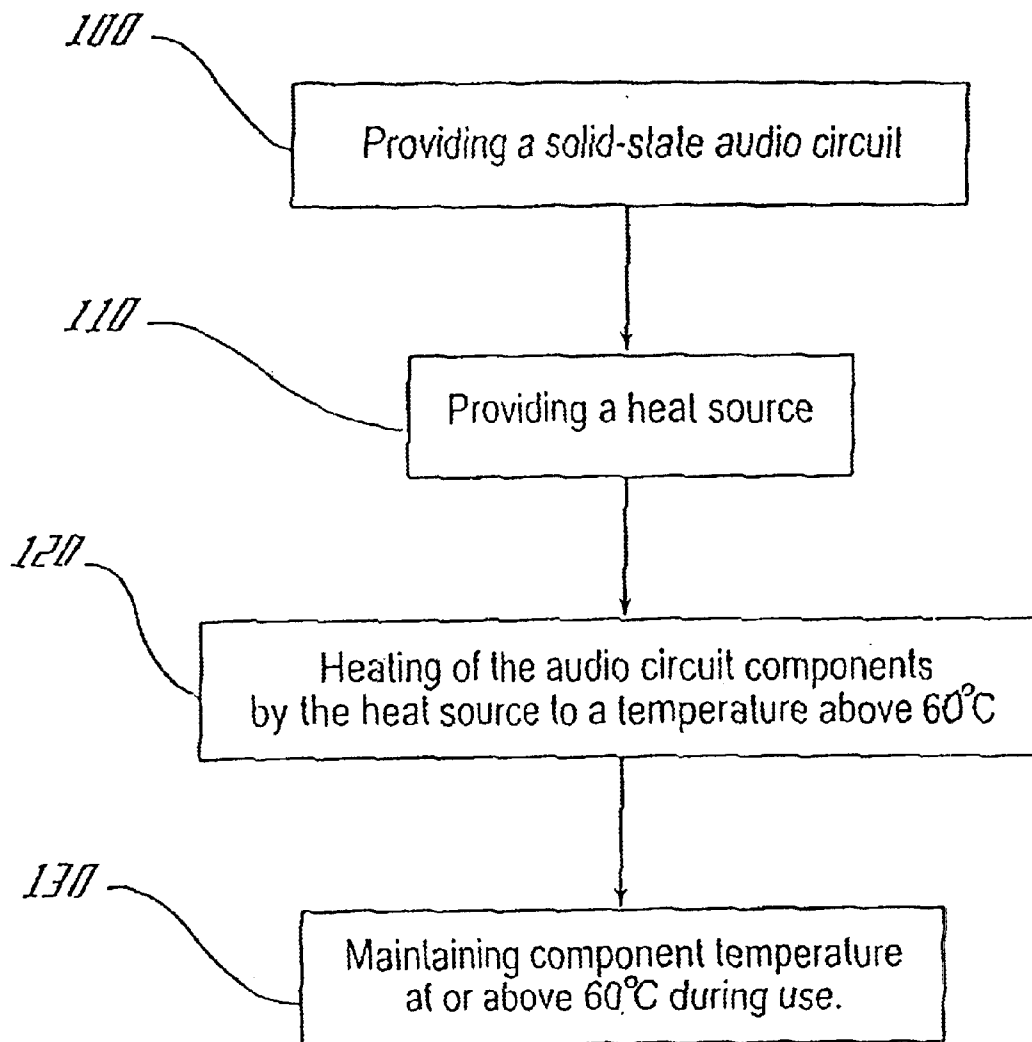 100
Providing a solid-state audio circuit
110
Providing a heat source
120
Heating of the audio circuit components
by the heat source to a temperature above 60°C
130
Maintaining component temperature
at or above 60°C during use.